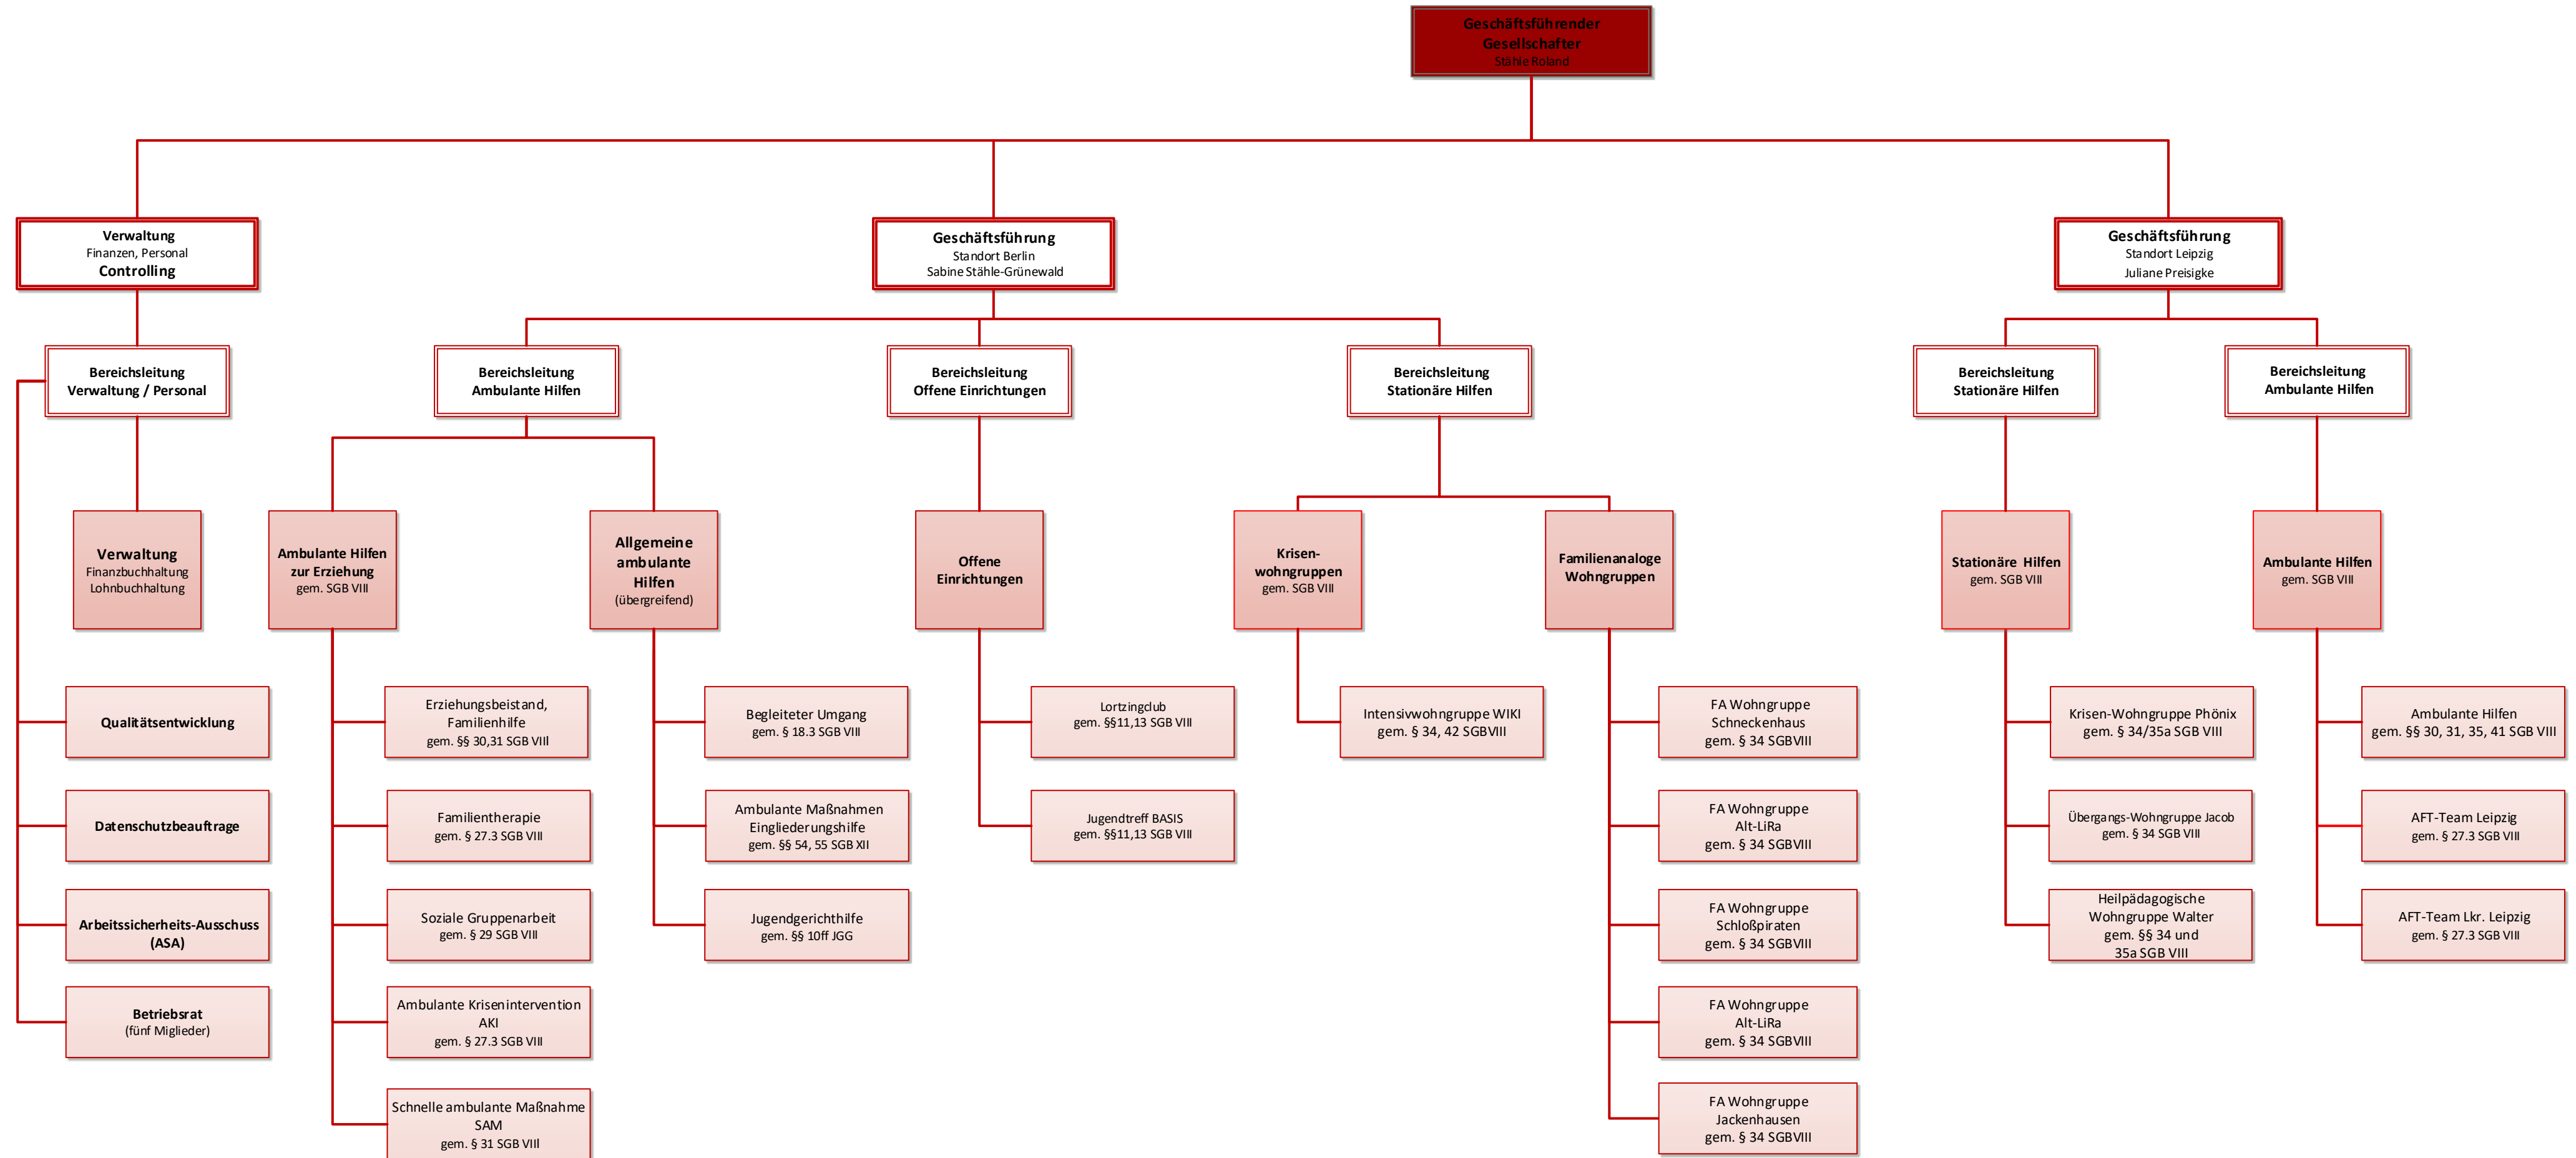 Geschäftsführender
Gesellschafter
Stähle Roland
Verwaltung
Finanzen, Personal
Controlling
Geschäftsführung
Standort Berlin
Sabine Stähle-Grünewald
Geschäftsführung
Standort Leipzig
Juliane Preisigke
Bereichsleitung
Verwaltung / Personal
Bereichsleitung
Ambulante Hilfen
Bereichsleitung
Offene Einrichtungen
Bereichsleitung
Stationäre Hilfen
Bereichsleitung
Stationäre Hilfen
Bereichsleitung
Ambulante Hilfen
Verwaltung
Finanzbuchhaltung
Lohnbuchhaltung
Ambulante Hilfen
zur Erziehung
gem. SGB VIII
Allgemeine
ambulante
Hilfen
(übergreifend)
Offene
Einrichtungen
Krisen-
wohngruppen
gem. SGB VIII
Familienanaloge
Wohngruppen
Stationäre Hilfen
gem. SGB VIII
Ambulante Hilfen
gem. SGB VIII
Qualitätsentwicklung
Datenschutzbeauftrage
Arbeitssicherheits-Ausschuss
(ASA)
Betriebsrat
(fünf Miglieder)
Erziehungsbeistand,
Familienhilfe
gem. §§ 30,31 SGB VIII
Familientherapie
gem. § 27.3 SGB VIII
Soziale Gruppenarbeit
gem. § 29 SGB VIII
Ambulante Krisenintervention
AKI
gem. § 27.3 SGB VIII
Schnelle ambulante Maßnahme
SAM
gem. § 31 SGB VIII
Begleiteter Umgang
gem. § 18.3 SGB VIII
Ambulante Maßnahmen
Eingliederungshilfe
gem. §§ 54, 55 SGB XII
Jugendgerichthilfe
gem. §§ 10ff JGG
Lortzingclub
gem. §§11,13 SGB VIII
Jugendtreff BASIS
gem. §§11,13 SGB VIII
Intensivwohngruppe WIKI
gem. § 34, 42 SGBVIII
FA Wohngruppe
Schneckenhaus
gem. § 34 SGBVIII
FA Wohngruppe
Alt-LiRa
gem. § 34 SGBVIII
FA Wohngruppe
Schloßpiraten
gem. § 34 SGBVIII
FA Wohngruppe
Alt-LiRa
gem. § 34 SGBVIII
FA Wohngruppe
Jackenhausen
gem. § 34 SGBVIII
Krisen-Wohngruppe Phönix
gem. § 34/35a SGB VIII
Übergangs-Wohngruppe Jacob
gem. § 34 SGB VIII
Heilpädagogische
Wohngruppe Walter
gem. §§ 34 und
35a SGB VIII
Ambulante Hilfen
gem. §§ 30, 31, 35, 41 SGB VIII
AFT-Team Leipzig
gem. § 27.3 SGB VIII
AFT-Team Lkr. Leipzig
gem. § 27.3 SGB VIII